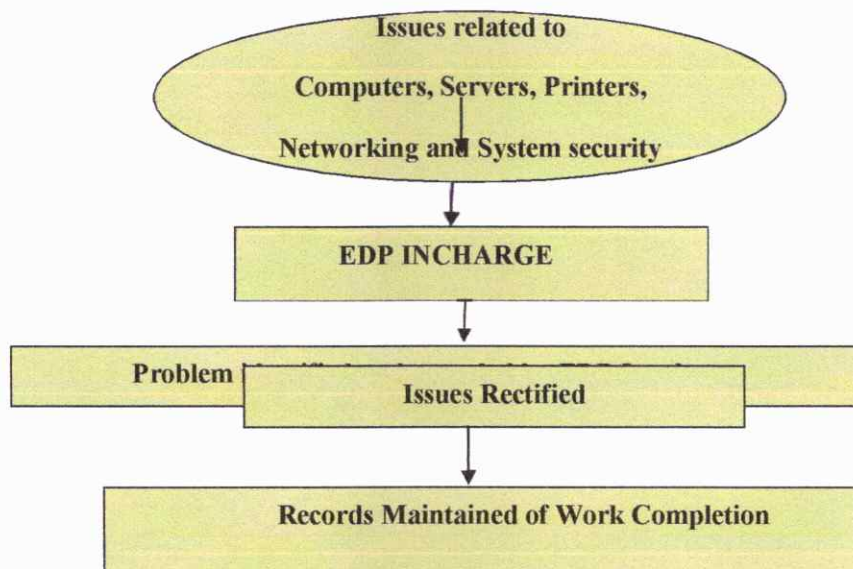 Issues related to
Computers, Servers, Printers,
Networking and System security
EDP INCHARGE
Problem
Issues Rectified
Records Maintained of Work Completion